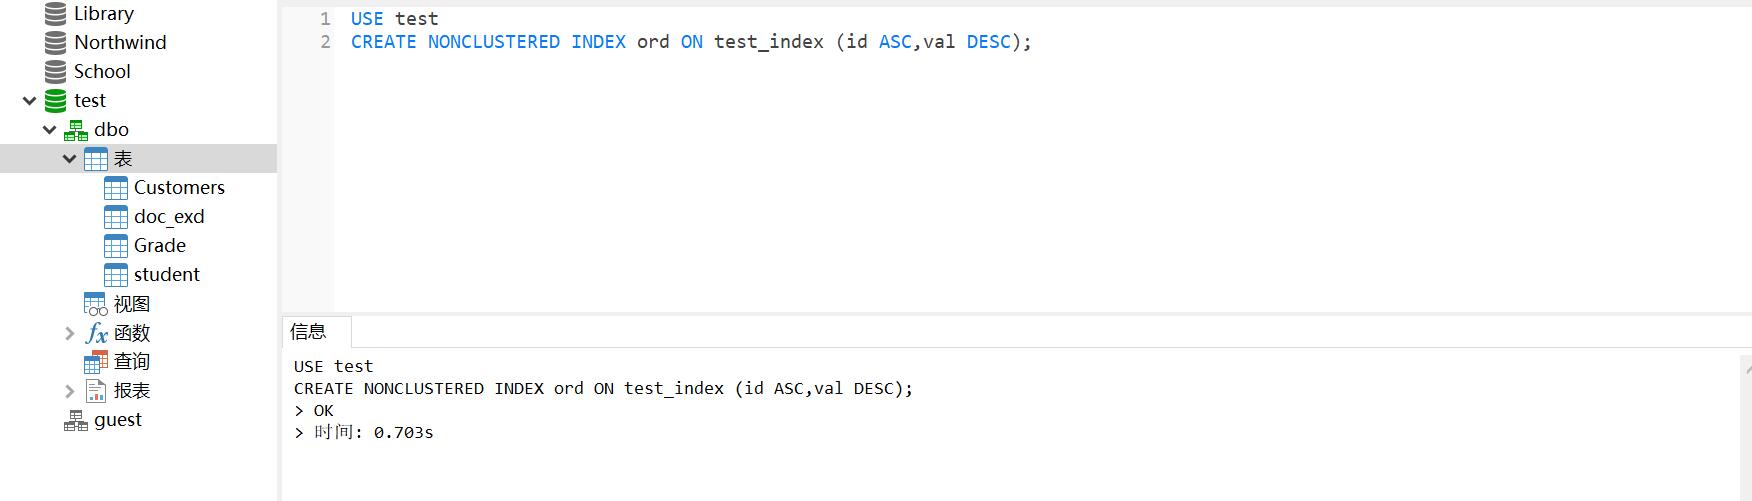 Library
Northwind
School
test
dbo
表
Customers
doc_exd
Grade
student
视图
fx 函数
查询
报表
guest
1 USE test
2 CREATE NONCLUSTERED INDEX ord ON test_index (id ASC,val DESC);
信息
USE test
CREATE NONCLUSTERED INDEX ord ON test_index (id ASC,val DESC);
> OK
> 时间: 0.703s